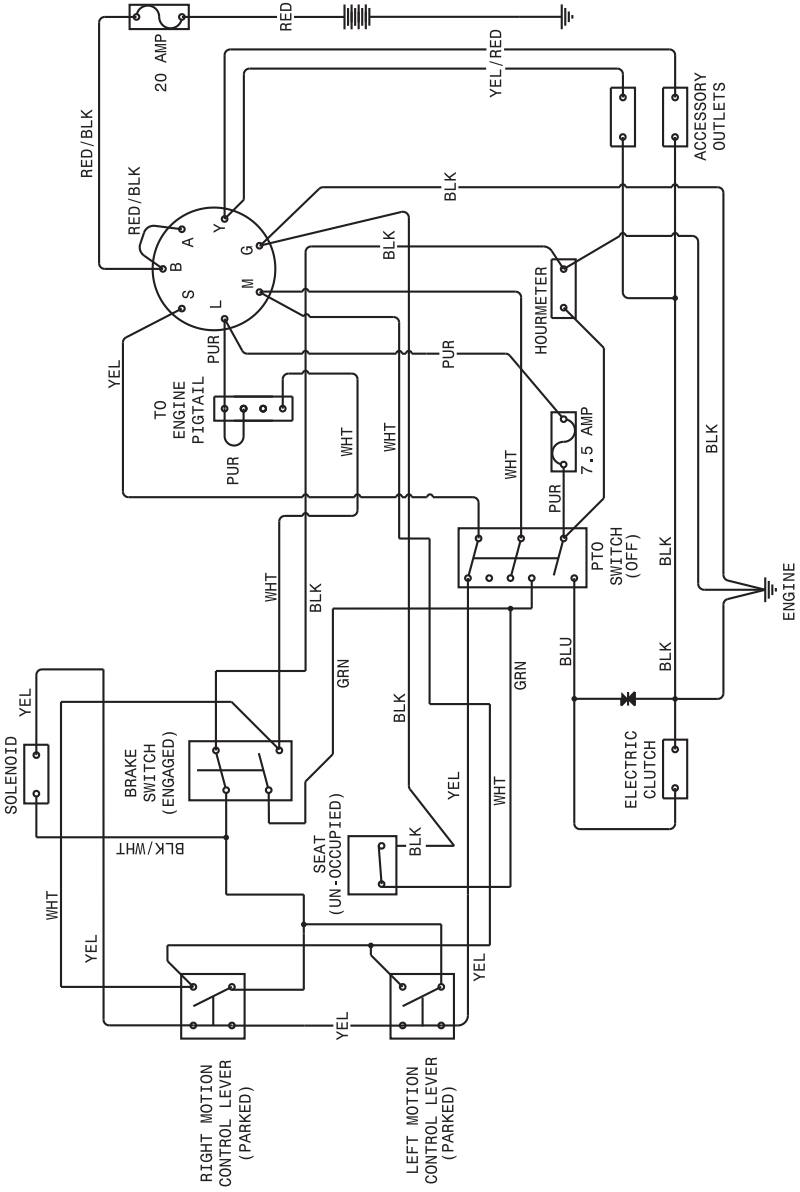 20 AMP
RED
RED/BLK
RED/BLK
YEL/RED
ACCESSORY
OUTLETS
A
B
S
L
M
G
Y
BLK
BLK
YEL
PUR
TO
ENGINE
PIGTAIL
PUR
HOURMETER
PUR
WHT
WHT
WHT
7.5 AMP
PUR
BLK
WHT
BLK
PTO
SWITCH
(OFF)
BLK
ENGINE
YEL
GRN
GRN
BLU
BLK
SOLENOID
BRAKE
SWITCH
(ENGAGED)
BLK
YEL
WHT
ELECTRIC
CLUTCH
BLK/WHT
SEAT
(UN-OCCUPIED)
BLK
WHT
YEL
YEL
YEL
RIGHT MOTION
CONTROL LEVER
(PARKED)
LEFT MOTION
CONTROL LEVER
(PARKED)